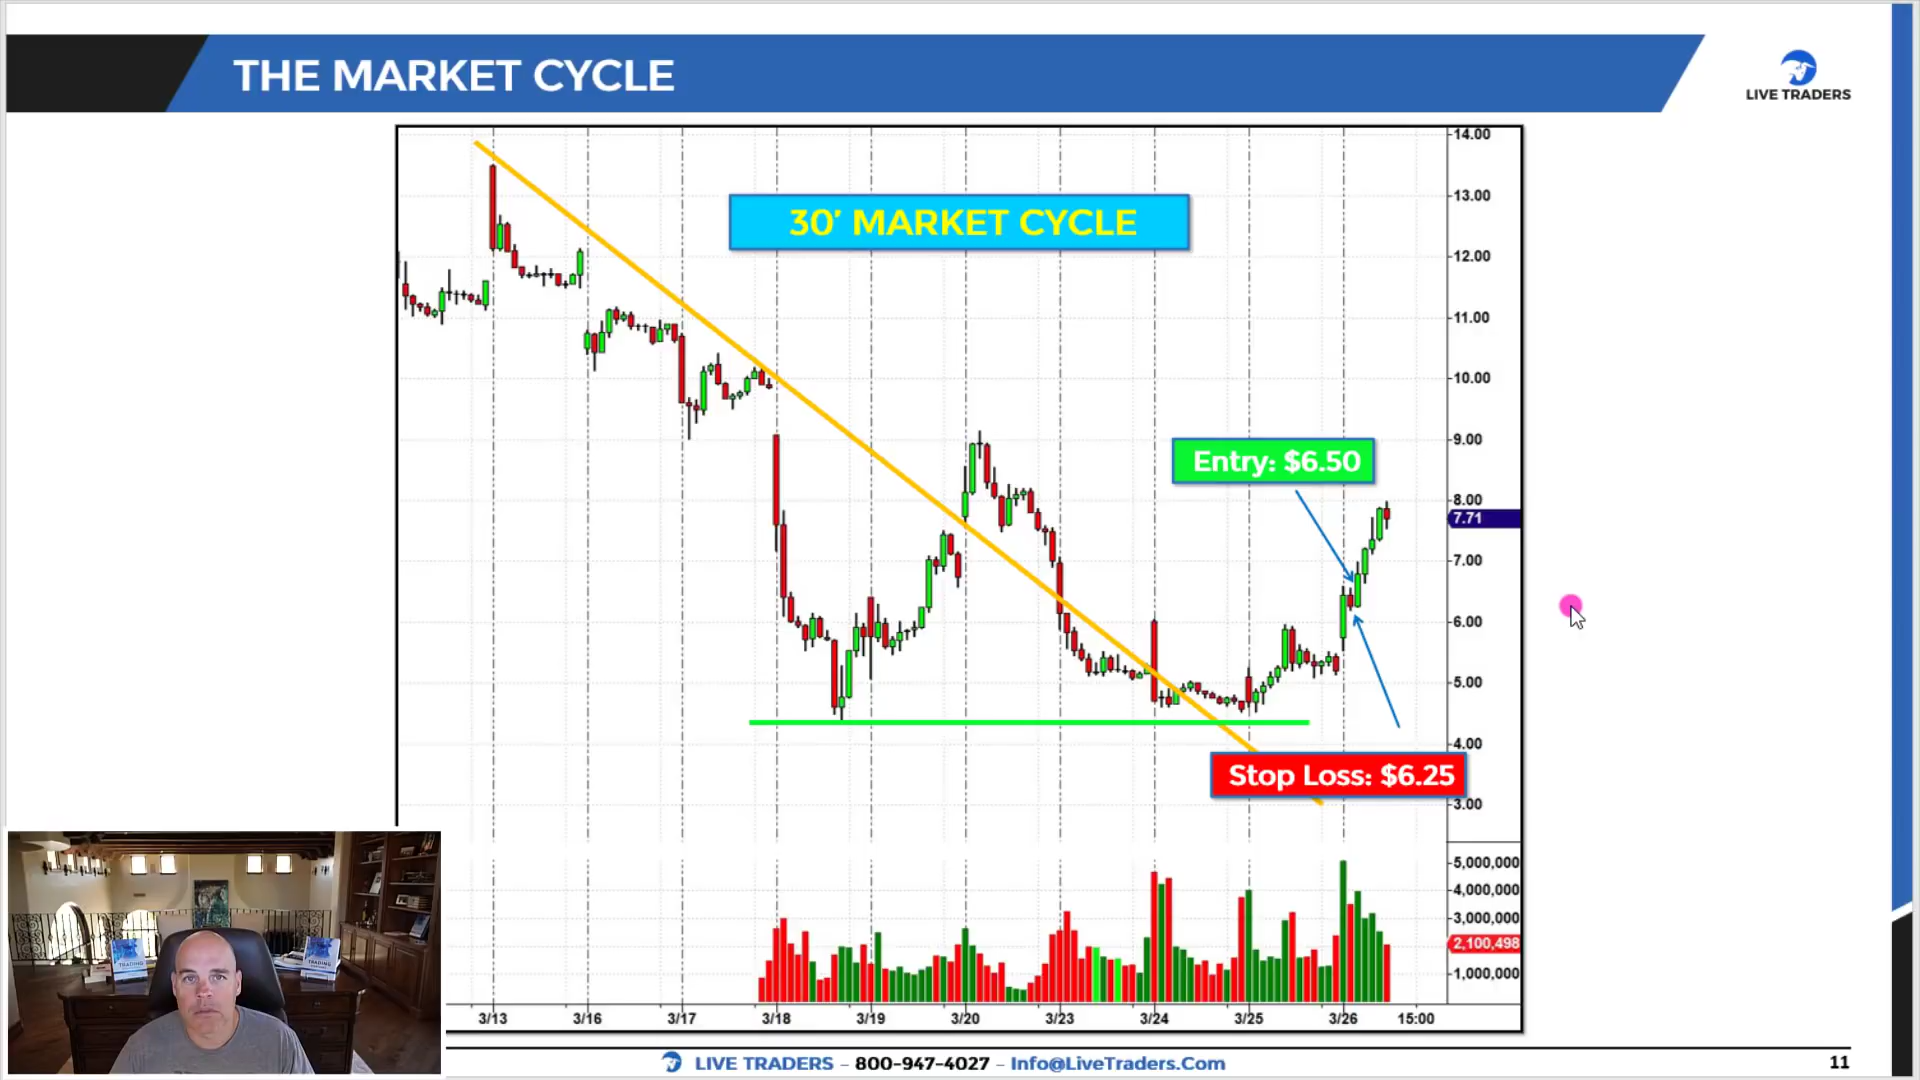 THE MARKET CYCLE
LIVE TRADERS
30’ MARKET CYCLE
Entry: $6.50
Stop Loss: $6.25
14.00
13.00
12.00
11.00
10.00
9.00
8.00
7.71
7.00
6.00
5.00
4.00
3.00
5,000,000
4,000,000
3,000,000
2,100,498
1,000,000
3/13 3/16 3/17 3/18 3/19 3/20 3/23 3/24 3/25 3/26 15:00
TRADING
TRADING
LIVE TRADERS – 800-947-4027 – Info@LiveTraders.Com
11